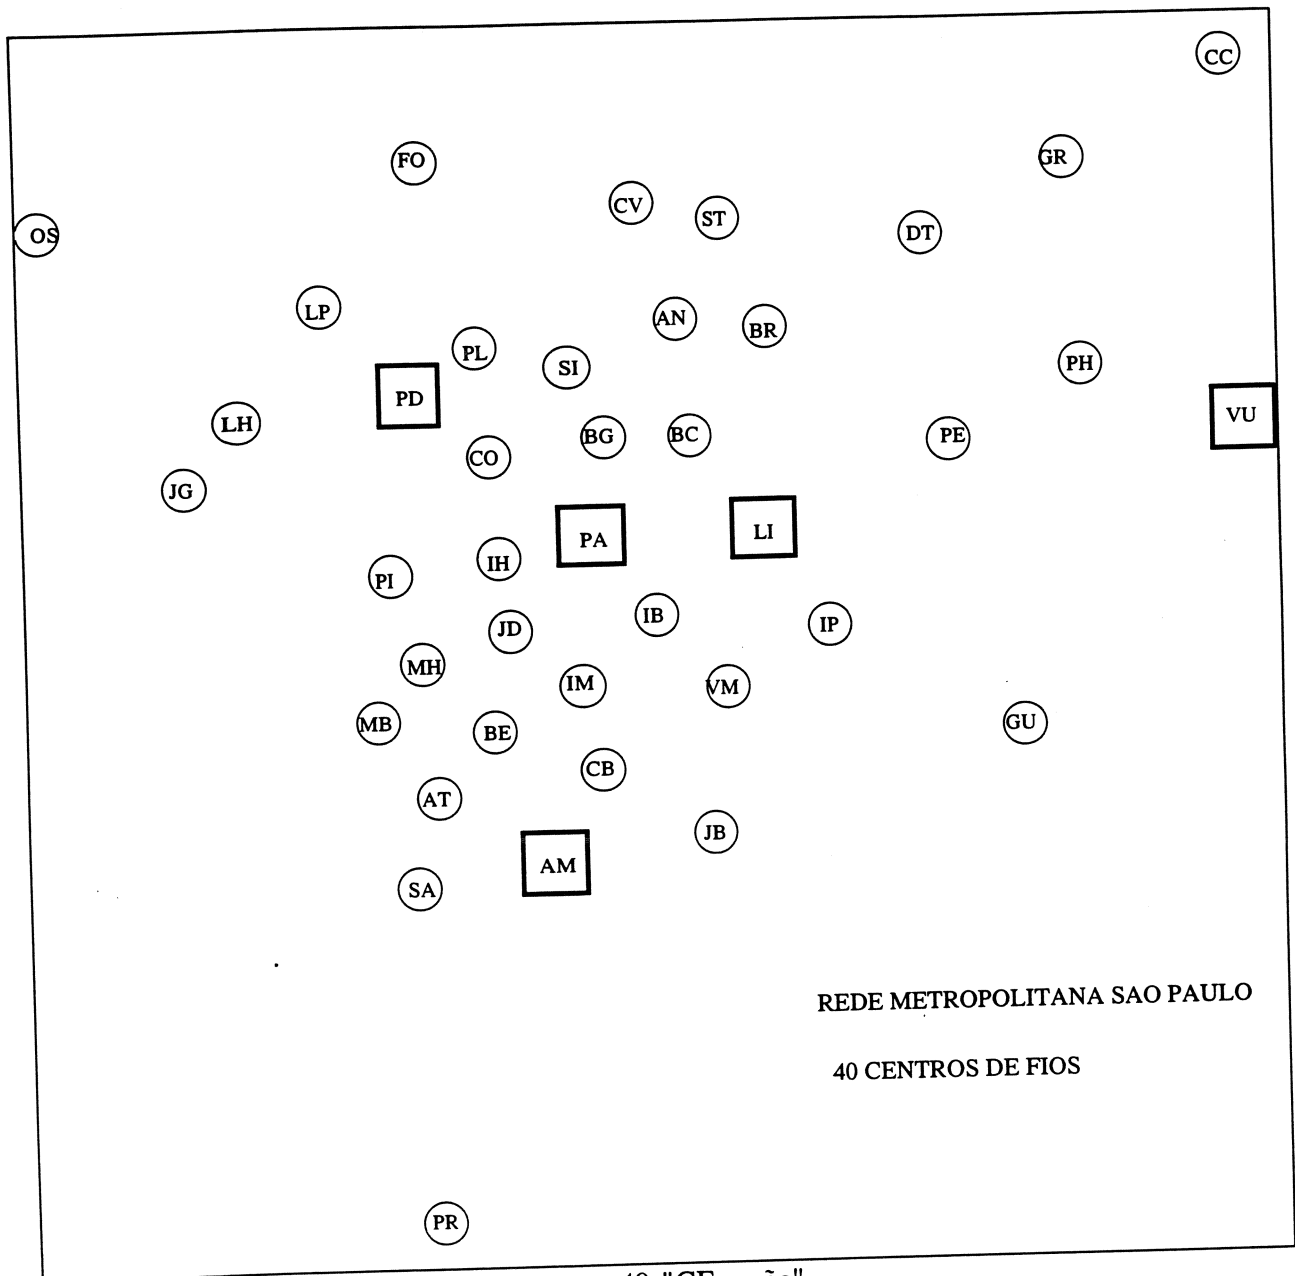 CC
FO
GR
CV
ST
DT
OS
LP
AN
BR
PL
SI
PH
PD
VU
LH
BG
BC
PE
CO
JG
PA
LI
IH
PI
IB
IP
JD
MH
IM
VM
MB
BE
GU
CB
AT
JB
AM
SA
REDE METROPOLITANA SAO PAULO
40 CENTROS DE FIOS
PR